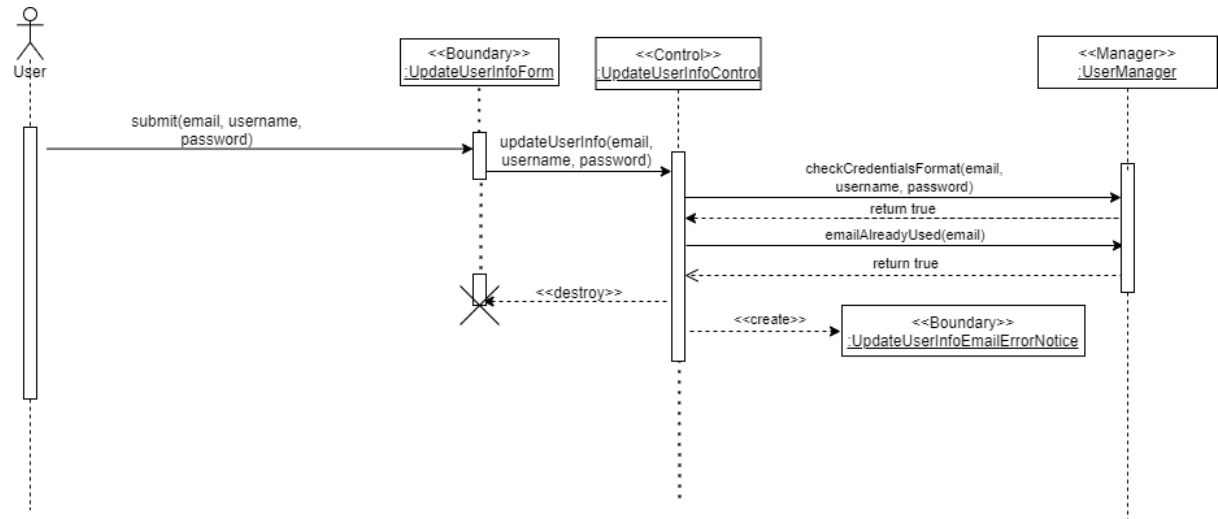 User
<<Boundary>>
:UpdateUserInfoForm
<<Control>>
:UpdateUserInfoControl
<<Manager>>
:UserManager
submit(email, username,
password)
updateUserInfo(email,
username, password)
checkCredentialsFormat(email,
username, password)
return true
emailAlreadyUsed(email)
return true
<<destroy>>
<<create>>
<<Boundary>>
:UpdateUserInfoEmailErrorNotice